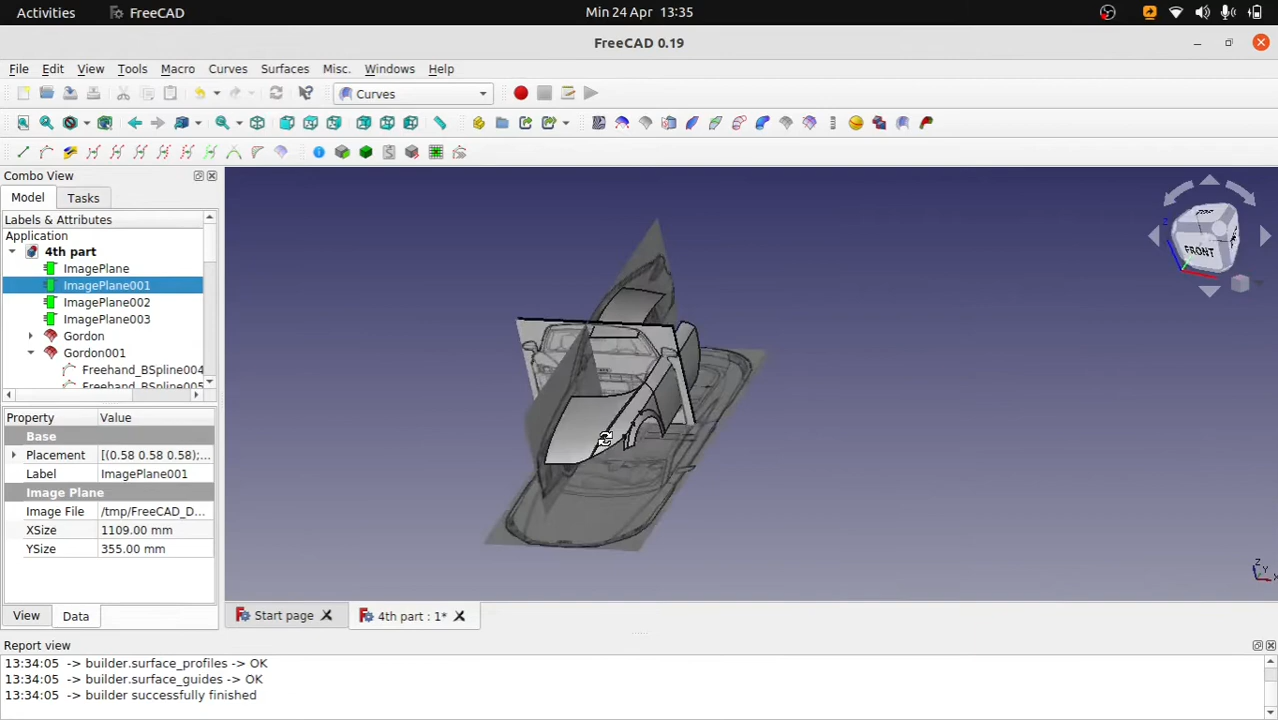 Activities FreeCAD Min 24 Apr 13:35
FreeCAD 0.19
File Edit View Tools Macro Curves Surfaces Misc. Windows Help
Curves
Combo View
Model Tasks
Labels & Attributes
Application
4th part
ImagePlane
ImagePlane001
ImagePlane002
ImagePlane003
Gordon
Gordon001
Freehand_BSpline004
Freehand_BSpline005
Property Value
Base
Placement [(0.58 0.58 0.58);...
Label ImagePlane001
Image Plane
Image File /tmp/FreeCAD_D...
XSize 1109.00 mm
YSize 355.00 mm
View Data
TOP
FRONT
Z
Z Y X
Start page 4th part : 1*
Report view
13:34:05 -> builder.surface_profiles -> OK
13:34:05 -> builder.surface_guides -> OK
13:34:05 -> builder successfully finished